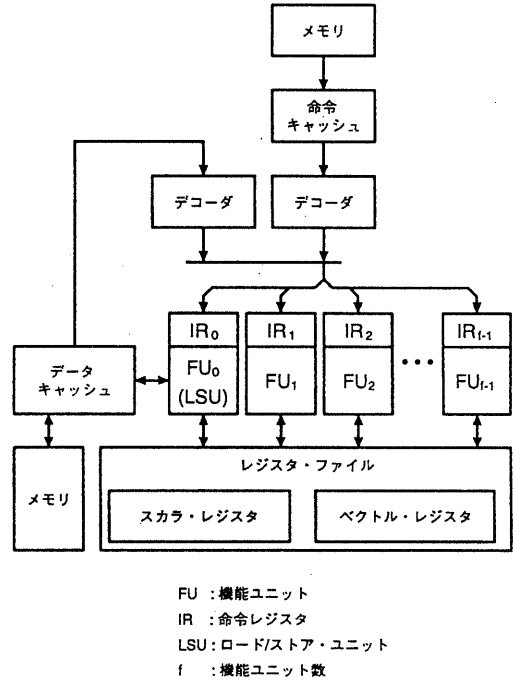 メモリ
命令
キャッシュ
デコーダ
デコーダ
IR0
IR1
IR2
IRf-1
データ
キャッシュ
FU0
(LSU)
FU1
FU2
•••
FUf-1
メモリ
レジスタ・ファイル
スカラ・レジスタ
ベクトル・レジスタ
FU :機能ユニット
IR :命令レジスタ
LSU:ロード/ストア・ユニット
f :機能ユニット数